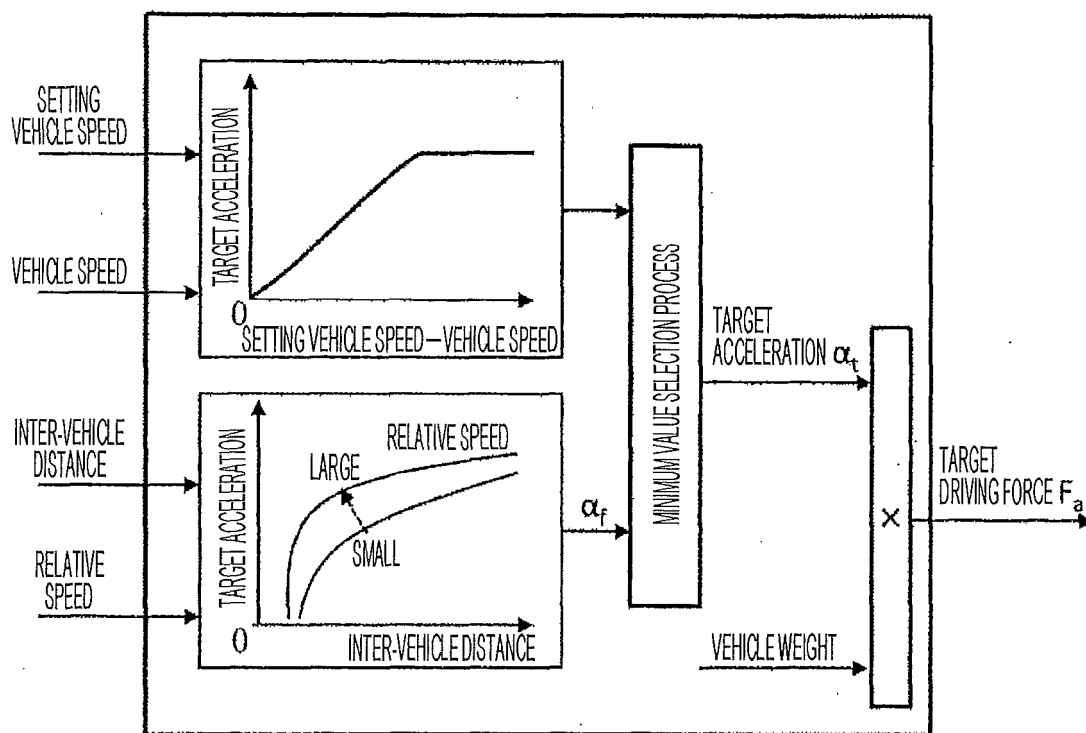 SETTING
VEHICLE SPEED
VEHICLE SPEED
TARGET ACCELERATION
0
SETTING VEHICLE SPEED—VEHICLE SPEED
INTER-VEHICLE
DISTANCE
RELATIVE
SPEED
TARGET ACCELERATION
RELATIVE SPEED
LARGE
SMALL
0
INTER-VEHICLE DISTANCE
αf
MINIMUM VALUE SELECTION PROCESS
TARGET
ACCELERATION αt
VEHICLE WEIGHT
×
TARGET
DRIVING FORCE Fa